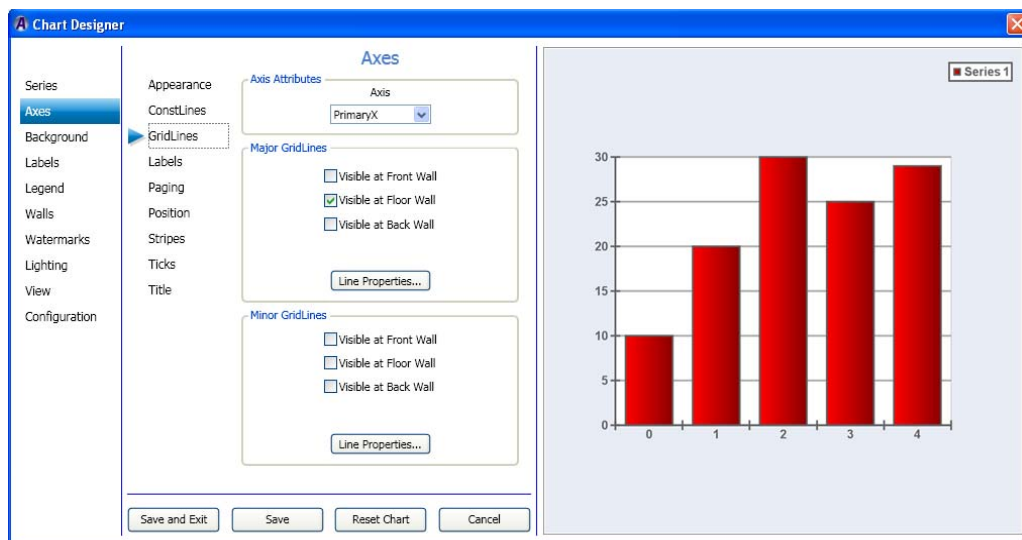 Chart Designer
Series
Axes
Background
Labels
Legend
Walls
Watermarks
Lighting
View
Configuration
Appearance
ConstLines
GridLines
Labels
Paging
Position
Stripes
Ticks
Title
Axes
Axis Attributes
Axis
PrimaryX
Major GridLines
Visible at Front Wall
Visible at Floor Wall
Visible at Back Wall
Line Properties...
Minor GridLines
Visible at Front Wall
Visible at Floor Wall
Visible at Back Wall
Line Properties...
Save and Exit
Save
Reset Chart
Cancel
Series 1
30
25
20
15
10
5
0
0 1 2 3 4